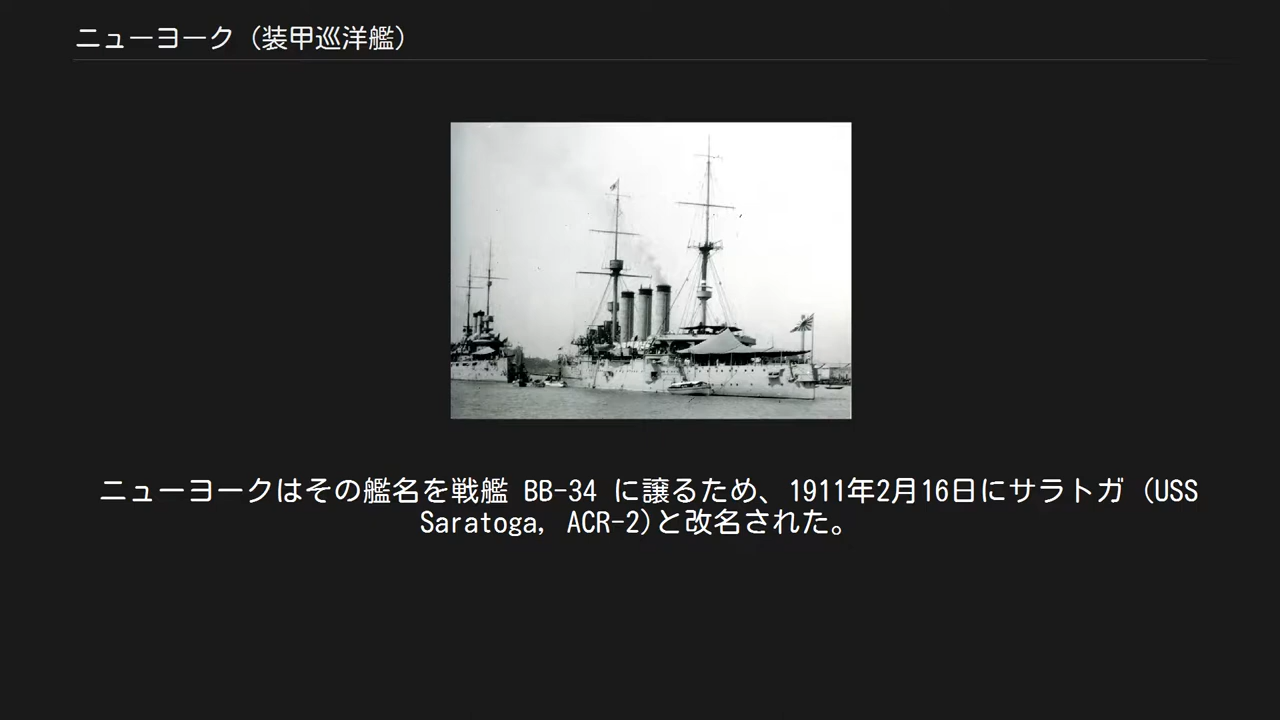 ニューヨーク（装甲巡洋艦）
ニューヨークはその艦名を戦艦 BB-34 に譲るため、1911年2月16日にサラトガ（USS
Saratoga, ACR-2)と改名された。